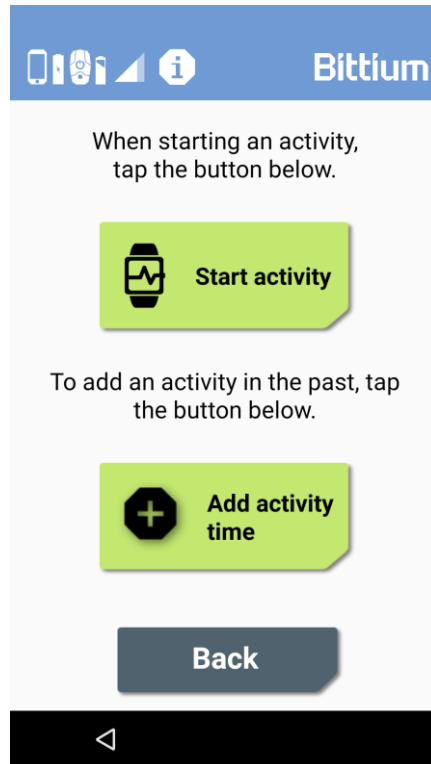 Bittium
When starting an activity,
tap the button below.
Start activity
To add an activity in the past, tap
the button below.
Add activity
time
Back